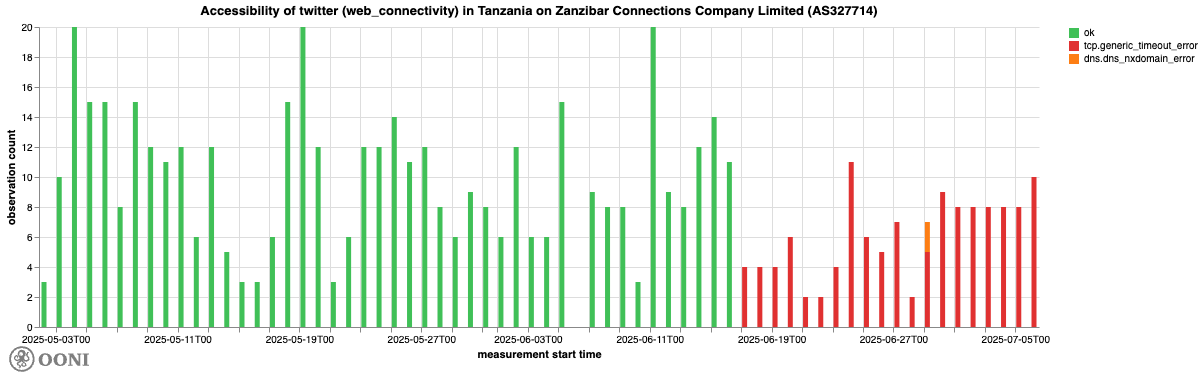 Accessibility of twitter (web_connectivity) in Tanzania on Zanzibar Connections Company Limited (AS327714)
ok
tcp.generic_timeout_error
dns.dns_nxdomain_error
observation count
20
18
16
14
12
10
8
6
4
2
0
2025-05-03T00 2025-05-11T00 2025-05-19T00 2025-05-27T00 2025-06-03T00 2025-06-11T00 2025-06-19T00 2025-06-27T00 2025-07-05T00
measurement start time
OONI